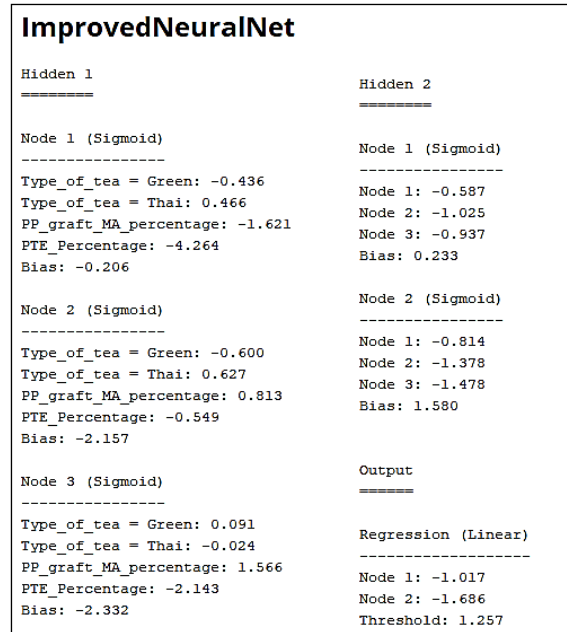 ImprovedNeuralNet
Hidden 1
========
Node 1 (Sigmoid)
----------------
Type_of_tea = Green: -0.436
Type_of_tea = Thai: 0.466
PP_graft_MA_percentage: -1.621
PTE_Percentage: -4.264
Bias: -0.206
Node 2 (Sigmoid)
----------------
Type_of_tea = Green: -0.600
Type_of_tea = Thai: 0.627
PP_graft_MA_percentage: 0.813
PTE_Percentage: -0.549
Bias: -2.157
Node 3 (Sigmoid)
----------------
Type_of_tea = Green: 0.091
Type_of_tea = Thai: -0.024
PP_graft_MA_percentage: 1.566
PTE_Percentage: -2.143
Bias: -2.332
Hidden 2
========
Node 1 (Sigmoid)
----------------
Node 1: -0.587
Node 2: -1.025
Node 3: -0.937
Bias: 0.233
Node 2 (Sigmoid)
----------------
Node 1: -0.814
Node 2: -1.378
Node 3: -1.478
Bias: 1.580
Output
======
Regression (Linear)
-------------------
Node 1: -1.017
Node 2: -1.686
Threshold: 1.257